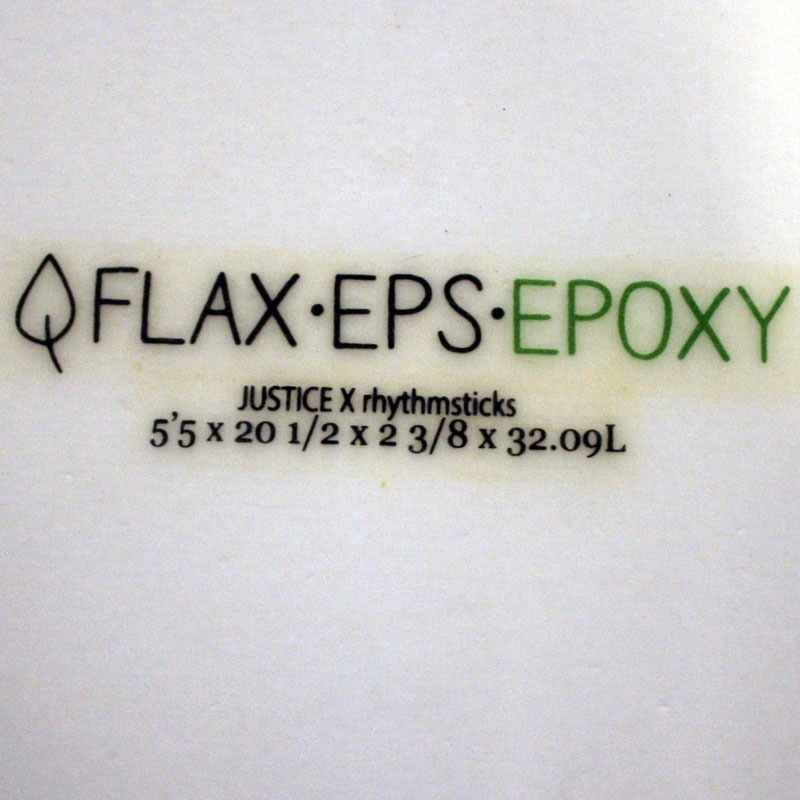 FLAX·EPS·EPOXY
JUSTICE X rhythmsticks
5'5 x 20 1/2 x 2 3/8 x 32.09L